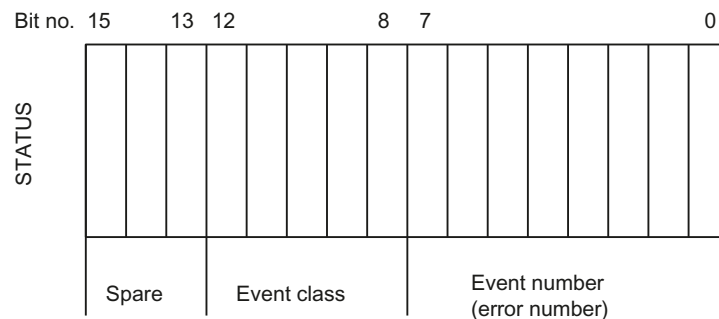 Bit no. 15 13 12 8 7 0
STATUS
Spare Event class Event number
(error number)